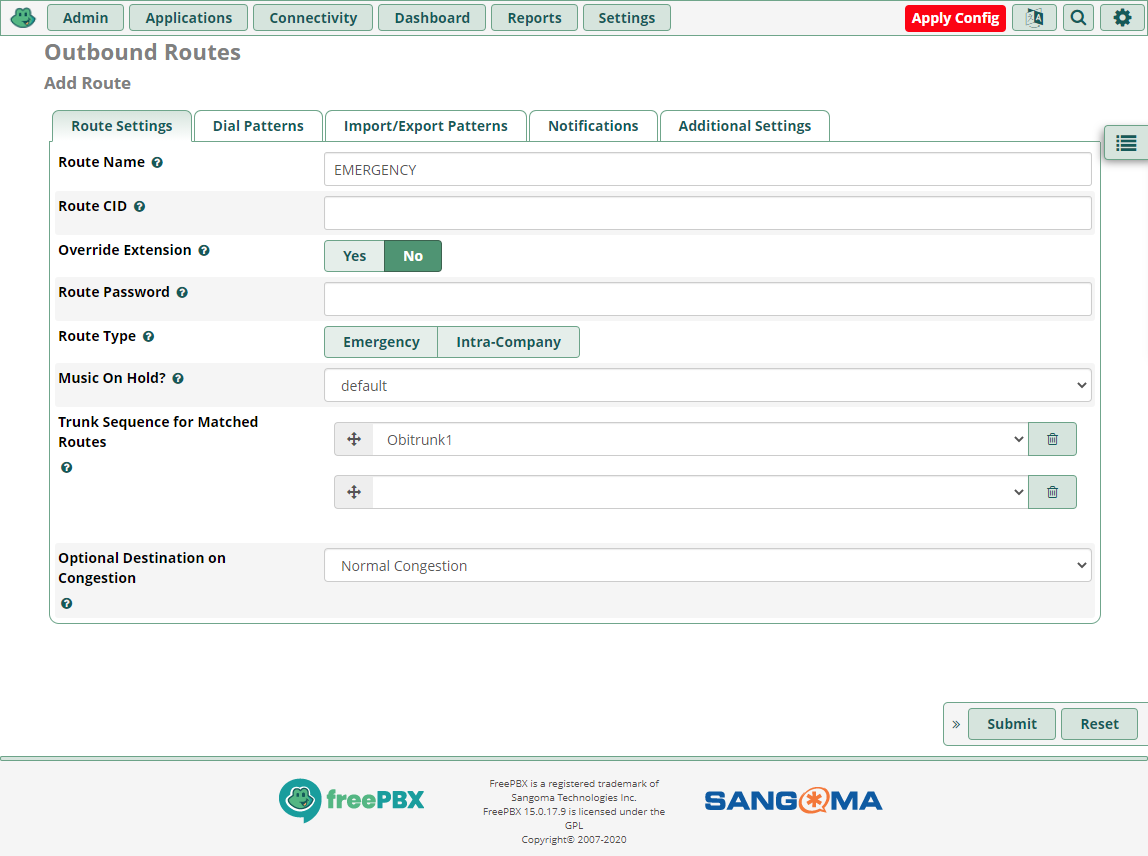 Admin Applications Connectivity Dashboard Reports Settings Apply Config
Outbound Routes
Add Route
Route Settings Dial Patterns Import/Export Patterns Notifications Additional Settings
Route Name
EMERGENCY
Route CID
Override Extension
Yes No
Route Password
Route Type
Emergency Intra-Company
Music On Hold?
default
Trunk Sequence for Matched
Routes
Obitrunk1
Optional Destination on
Congestion
Normal Congestion
» Submit Reset
freePBX
FreePBX is a registered trademark of
Sangoma Technologies Inc.
FreePBX 15.0.17.9 is licensed under the
GPL
Copyright© 2007-2020
SANGOMA